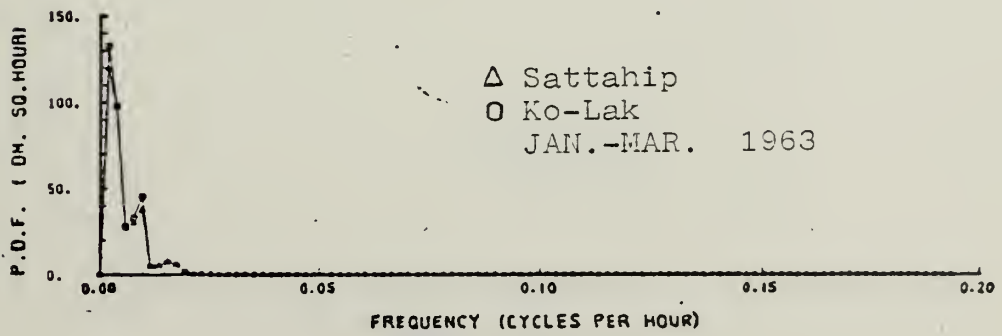 150.
100.
50.
0.
P.D.F. ( DM. SQ.HOUR)
Δ Sattahip
O Ko-Lak
JAN.-MAR. 1963
0.00 0.05 0.10 0.15 0.20
FREQUENCY (CYCLES PER HOUR)